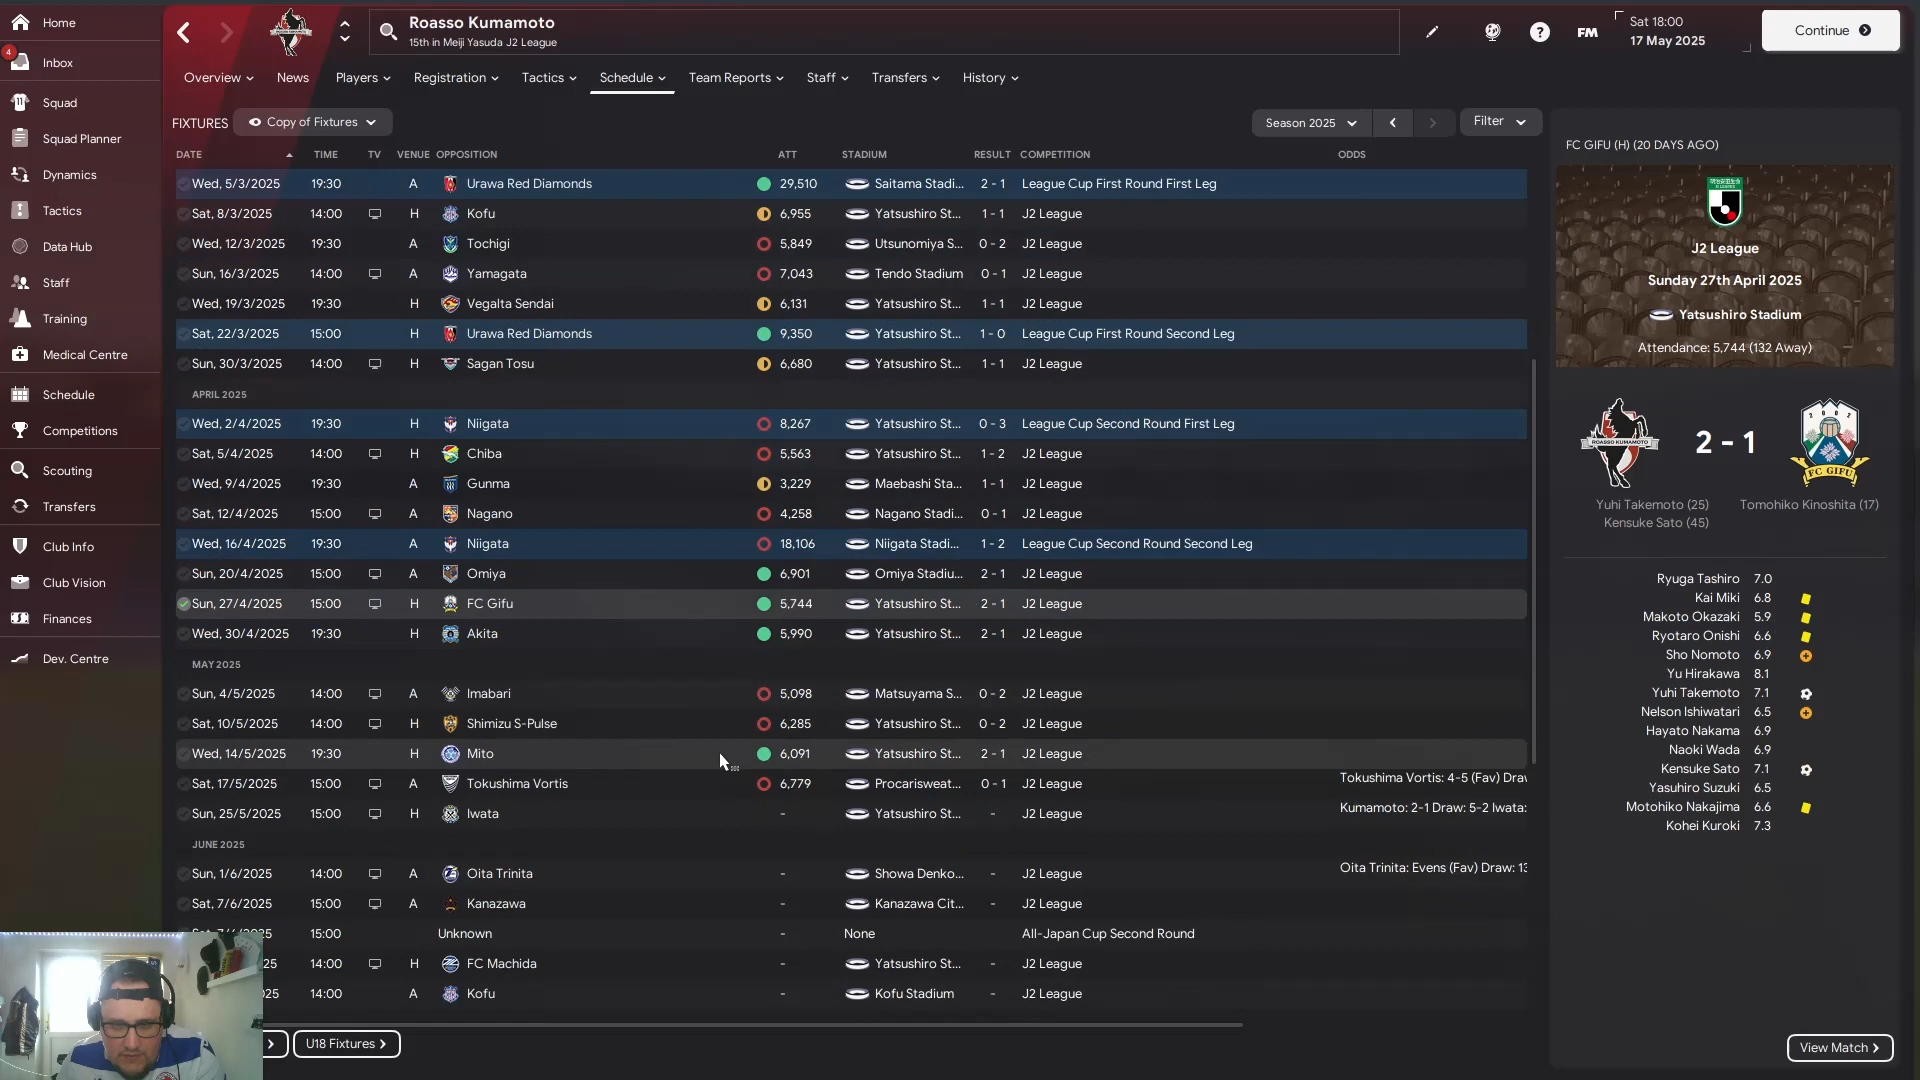 Home
4
Inbox
Squad
Squad Planner
Dynamics
Tactics
Data Hub
Staff
Training
Medical Centre
Schedule
Competitions
Scouting
Transfers
Club Info
Club Vision
Finances
Dev. Centre
Roasso Kumamoto
15th in Meiji Yasuda J2 League
FM
Sat 18:00
17 May 2025
Continue
Overview News Players Registration Tactics Schedule Team Reports Staff Transfers History
FIXTURES Copy of Fixtures Season 2025 Filter
DATE TIME TV VENUE OPPOSITION ATT STADIUM RESULT COMPETITION ODDS
Wed, 5/3/2025 19:30 A Urawa Red Diamonds 29,510 Saitama Stadi... 2 - 1 League Cup First Round First Leg
Sat, 8/3/2025 14:00 H Kofu 6,955 Yatsushiro St... 1 - 1 J2 League
Wed, 12/3/2025 19:30 A Tochigi 5,849 Utsunomiya S... 0 - 2 J2 League
Sun, 16/3/2025 14:00 A Yamagata 7,043 Tendo Stadium 0 - 1 J2 League
Wed, 19/3/2025 19:30 H Vegalta Sendai 6,131 Yatsushiro St... 1 - 1 J2 League
Sat, 22/3/2025 15:00 H Urawa Red Diamonds 9,350 Yatsushiro St... 1 - 0 League Cup First Round Second Leg
Sun, 30/3/2025 14:00 H Sagan Tosu 6,680 Yatsushiro St... 1 - 1 J2 League
APRIL 2025
Wed, 2/4/2025 19:30 H Niigata 8,267 Yatsushiro St... 0 - 3 League Cup Second Round First Leg
Sat, 5/4/2025 14:00 H Chiba 5,563 Yatsushiro St... 1 - 2 J2 League
Wed, 9/4/2025 19:30 A Gunma 3,229 Maebashi Sta... 1 - 1 J2 League
Sat, 12/4/2025 15:00 A Nagano 4,258 Nagano Stadi... 0 - 1 J2 League
Wed, 16/4/2025 19:30 A Niigata 18,106 Niigata Stadi... 1 - 2 League Cup Second Round Second Leg
Sun, 20/4/2025 15:00 A Omiya 6,901 Omiya Stadiu... 2 - 1 J2 League
Sun, 27/4/2025 15:00 H FC Gifu 5,744 Yatsushiro St... 2 - 1 J2 League
Wed, 30/4/2025 19:30 H Akita 5,990 Yatsushiro St... 2 - 1 J2 League
MAY 2025
Sun, 4/5/2025 14:00 A Imabari 5,098 Matsuyama S... 0 - 2 J2 League
Sat, 10/5/2025 14:00 H Shimizu S-Pulse 6,285 Yatsushiro St... 0 - 2 J2 League
Wed, 14/5/2025 19:30 H Mito 6,091 Yatsushiro St... 2 - 1 J2 League
Sat, 17/5/2025 15:00 A Tokushima Vortis 6,779 Procarisweat... 0 - 1 J2 League Tokushima Vortis: 4-5 (Fav) Drav
Sun, 25/5/2025 15:00 H Iwata - Yatsushiro St... - J2 League Kumamoto: 2-1 Draw: 5-2 Iwata:
JUNE 2025
Sun, 1/6/2025 14:00 A Oita Trinita - Showa Denko... - J2 League Oita Trinita: Evens (Fav) Draw: 13
Sat, 7/6/2025 15:00 A Kanazawa - Kanazawa Cit... - J2 League
15:00 Unknown - None - All-Japan Cup Second Round
25 14:00 H FC Machida - Yatsushiro St... - J2 League
025 14:00 A Kofu - Kofu Stadium - J2 League
U18 Fixtures
FC GIFU (H) (20 DAYS AGO)
J2 League
Sunday 27th April 2025
Yatsushiro Stadium
Attendance: 5,744 (132 Away)
2 - 1
2002
FC GIFU
Yuhi Takemoto (25)
Kensuke Sato (45)
Tomohiko Kinoshita (17)
Ryuga Tashiro 7.0
Kai Miki 6.8
Makoto Okazaki 5.9
Ryotaro Onishi 6.6
Sho Nomoto 6.9
Yu Hirakawa 8.1
Yuhi Takemoto 7.1
Nelson Ishiwatari 6.5
Hayato Nakama 6.9
Naoki Wada 6.9
Kensuke Sato 7.1
Yasuhiro Suzuki 6.5
Motohiko Nakajima 6.6
Kohei Kuroki 7.3
View Match